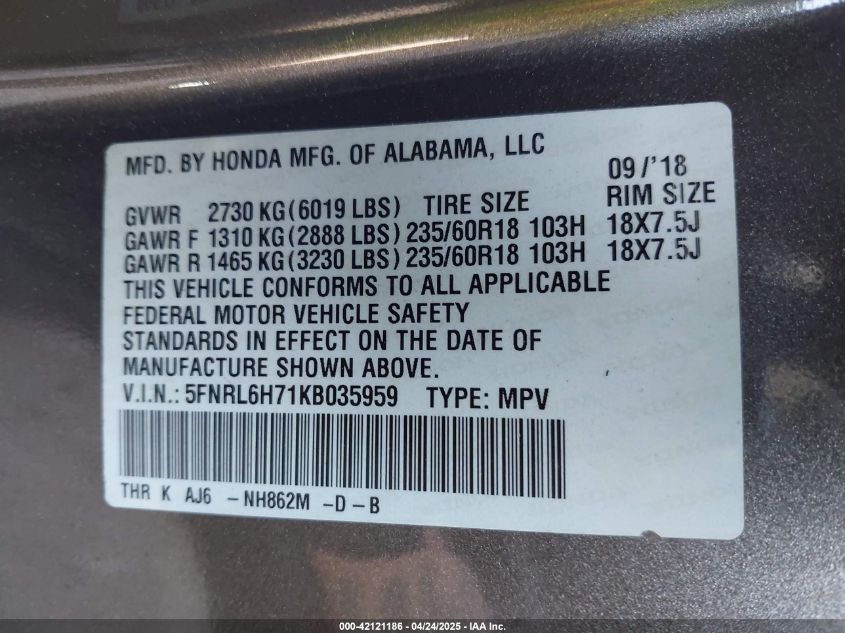 MFD. BY HONDA MFG. OF ALABAMA, LLC 09/'18
GVWR 2730 KG(6019 LBS) TIRE SIZE RIM SIZE
GAWR F 1310 KG(2888 LBS) 235/60R18 103H 18X7.5J
GAWR R 1465 KG(3230 LBS) 235/60R18 103H 18X7.5J
THIS VEHICLE CONFORMS TO ALL APPLICABLE
FEDERAL MOTOR VEHICLE SAFETY
STANDARDS IN EFFECT ON THE DATE OF
MANUFACTURE SHOWN ABOVE.
V.I.N.: 5FNRL6H71KB035959 TYPE: MPV
THR K AJ6 -NH862M -D-B
000-42121186 - 04/24/2025 - IAA Inc.